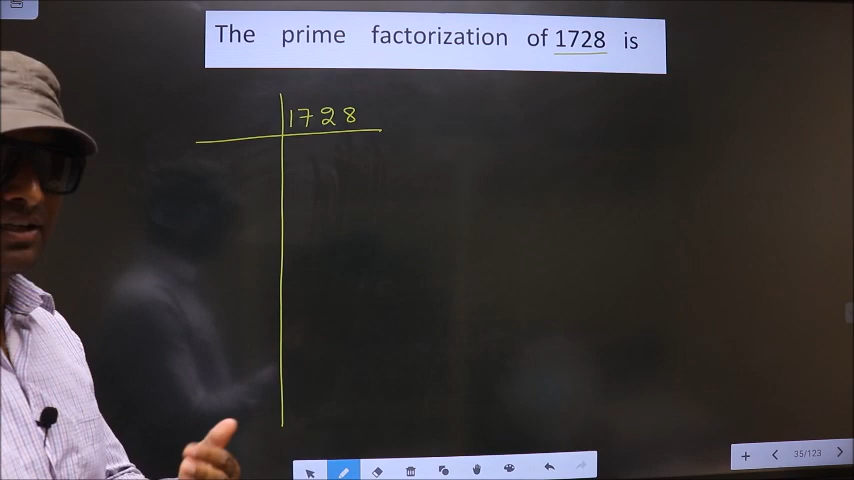 The prime factorization of 1728 is
1728
35/123